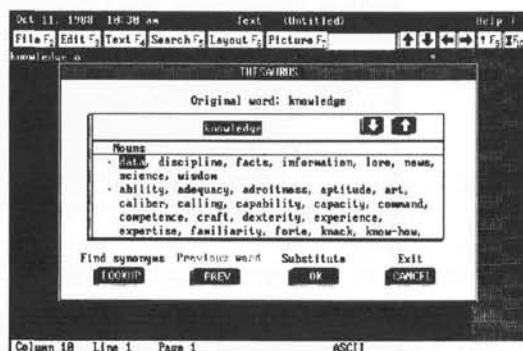 Oct 11, 1988 10:30 am Text (Untitled) Help
File F2 Edit F3 Text F4 Search F5 Layout F6 Picture F7
knowledge
THESAURUS
Original word: knowledge
knowledge
Nouns
· data, discipline, facts, information, lore, news,
science, wisdom
· ability, adequacy, adroitness, aptitude, art,
caliber, calling, capability, capacity, command,
competence, craft, dexterity, experience,
expertise, familiarity, forte, knack, know-how,
Find synonyms Previous word Substitute Exit
LOOKUP PREV OK CANCEL
Column 10 Line 1 Page 1 ASCII